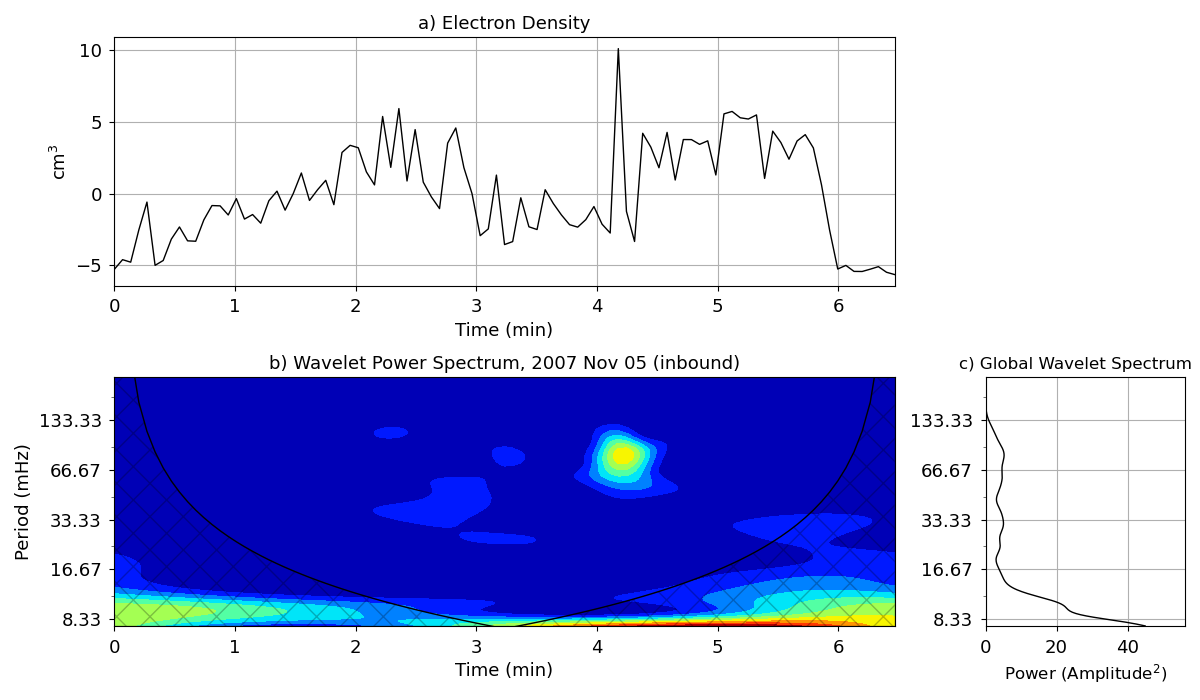 a) Electron Density
10
5
0
−5
cm³
0 1 2 3 4 5 6
Time (min)
b) Wavelet Power Spectrum, 2007 Nov 05 (inbound)
133.33
66.67
33.33
16.67
8.33
Period (mHz)
0 1 2 3 4 5 6
Time (min)
c) Global Wavelet Spectrum
133.33
66.67
33.33
16.67
8.33
0 20 40
Power (Amplitude²)